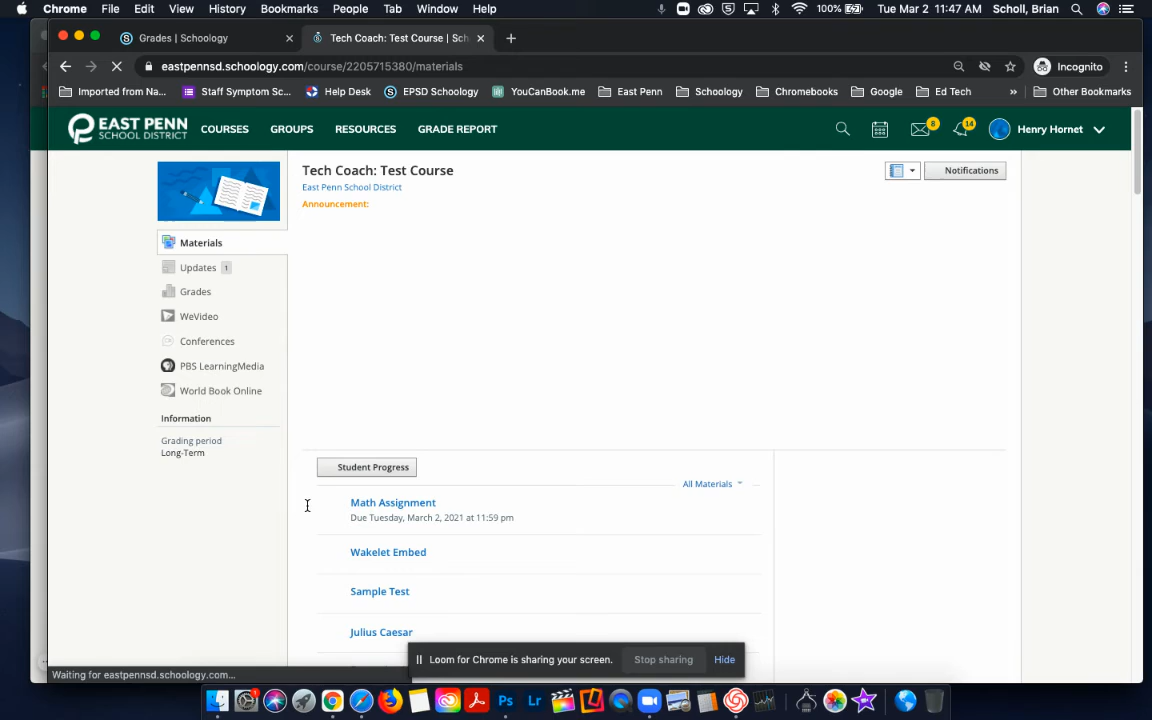 Chrome File Edit View History Bookmarks People Tab Window Help 100% Tue Mar 2 11:47 AM Scholl, Brian
Grades | Schoology Tech Coach: Test Course | Sch
eastpennsd.schoology.com/course/2205715380/materials Incognito
Imported from Na... Staff Symptom Sc... Help Desk EPSD Schoology YouCanBook.me East Penn Schoology Chromebooks Google Ed Tech » Other Bookmarks
EAST PENN
SCHOOL DISTRICT
COURSES GROUPS RESOURCES GRADE REPORT 8 14 Henry Hornet
Tech Coach: Test Course Notifications
East Penn School District
Announcement:
Materials
Updates 1
Grades
WeVideo
Conferences
PBS LearningMedia
World Book Online
Information
Grading period
Long-Term
Student Progress
All Materials
Math Assignment
Due Tuesday, March 2, 2021 at 11:59 pm
Wakelet Embed
Sample Test
Julius Caesar
Loom for Chrome is sharing your screen. Stop sharing Hide
Waiting for eastpennsd.schoology.com...